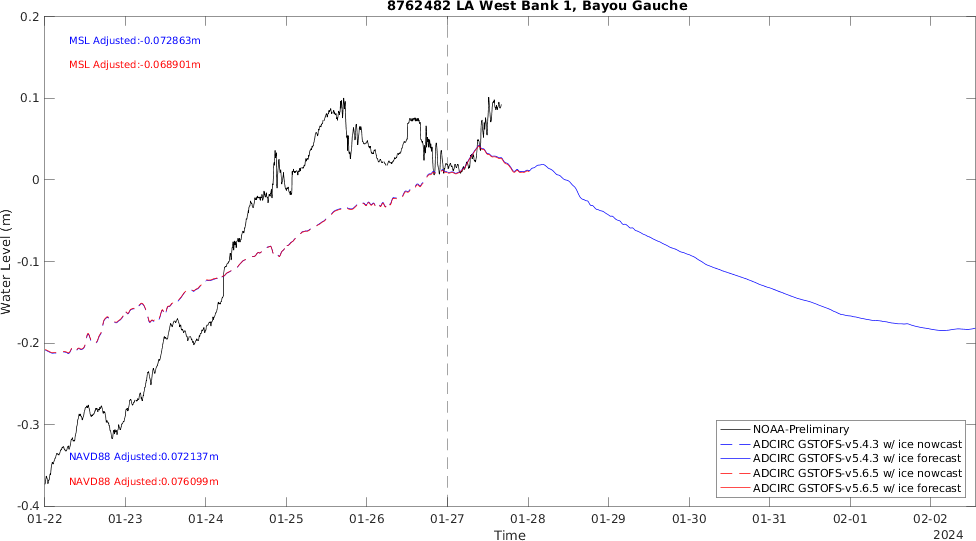 8762482 LA West Bank 1, Bayou Gauche
MSL Adjusted:-0.072863m
MSL Adjusted:-0.068901m
0.2
0.1
0
-0.1
-0.2
-0.3
-0.4
Water Level (m)
NAVD88 Adjusted:0.072137m
NAVD88 Adjusted:0.076099m
NOAA-Preliminary
ADCIRC GSTOFS-v5.4.3 w/ ice nowcast
ADCIRC GSTOFS-v5.4.3 w/ ice forecast
ADCIRC GSTOFS-v5.6.5 w/ ice nowcast
ADCIRC GSTOFS-v5.6.5 w/ ice forecast
01-22 01-23 01-24 01-25 01-26 01-27 01-28 01-29 01-30 01-31 02-01 02-02
Time
2024